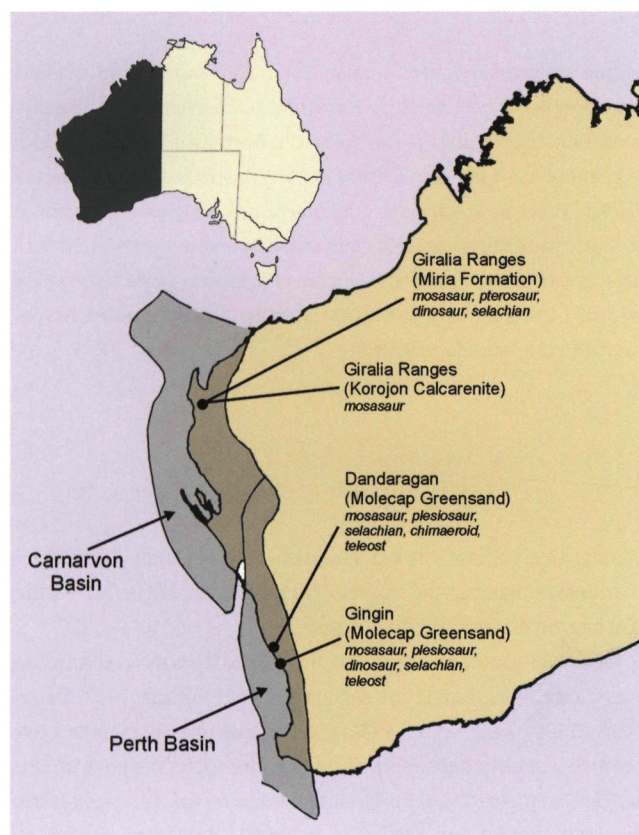 Giralia Ranges
(Miria Formation)
mosasaur, pterosaur,
dinosaur, selachian
Giralia Ranges
(Korojon Calcarenite)
mosasaur
Dandaragan
(Molecap Greensand)
mosasaur, plesiosaur,
selachian, chimaeroid,
teleost
Carnarvon
Basin
Gingin
(Molecap Greensand)
mosasaur, plesiosaur,
dinosaur, selachian,
teleost
Perth Basin